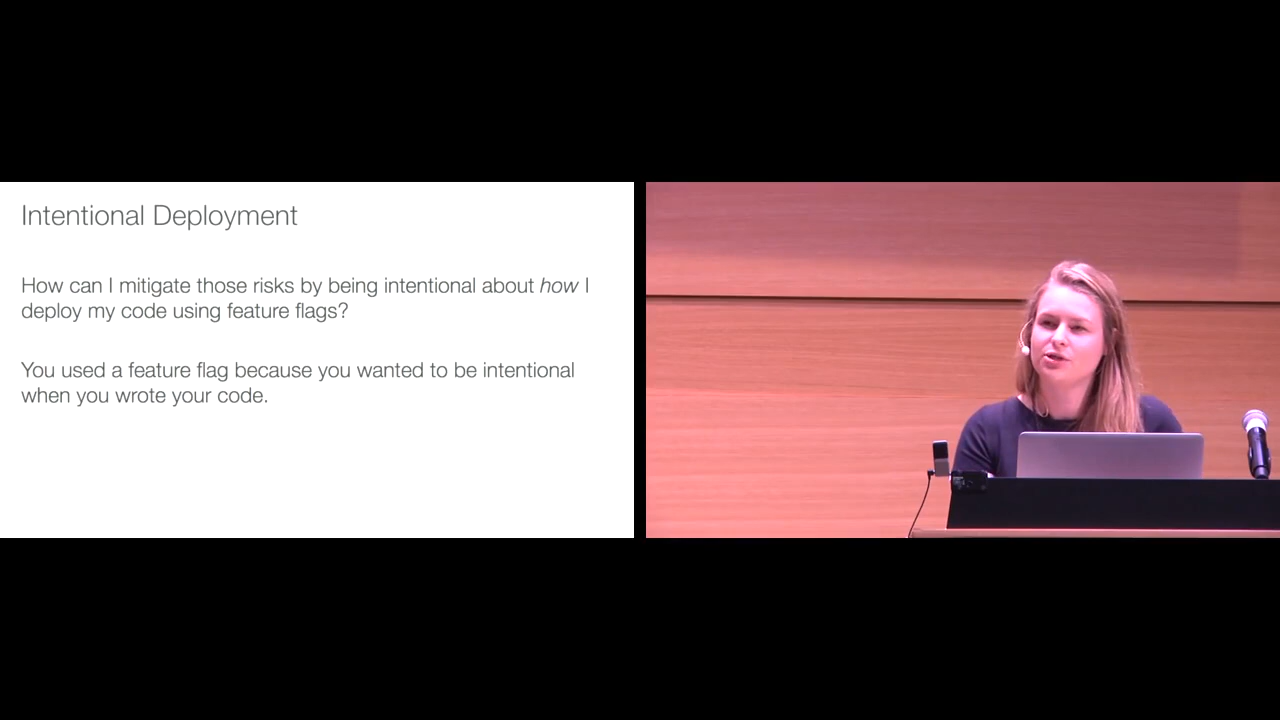 Intentional Deployment
How can I mitigate those risks by being intentional about how I
deploy my code using feature flags?
You used a feature flag because you wanted to be intentional
when you wrote your code.